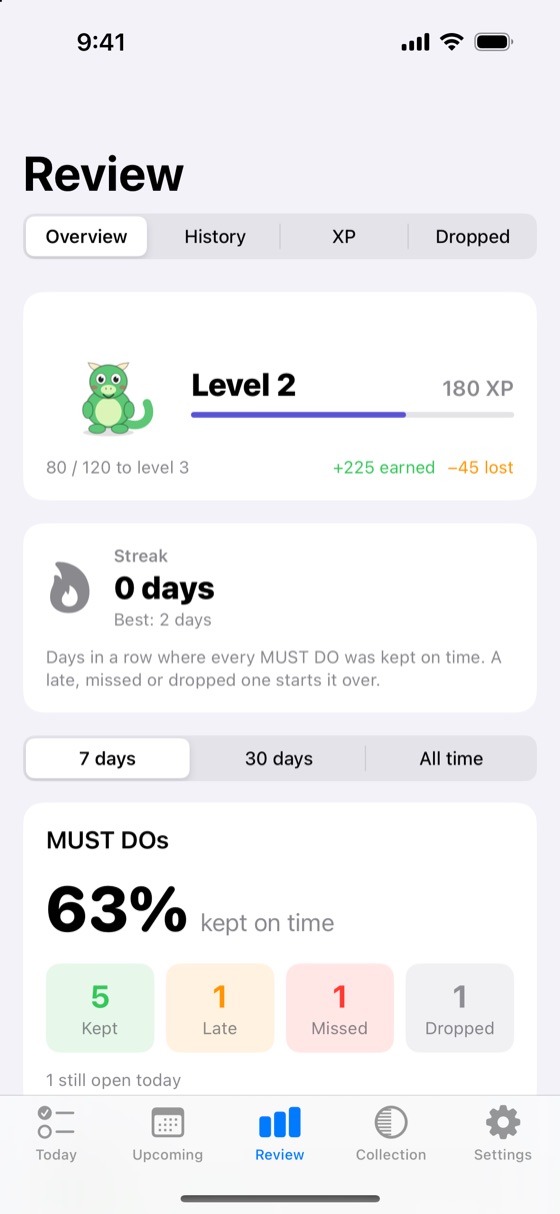 9:41
Review
Overview
History
XP
Dropped
Level 2
180 XP
80 / 120 to level 3
+225 earned
−45 lost
Streak
0 days
Best: 2 days
Days in a row where every MUST DO was kept on time. A
late, missed or dropped one starts it over.
7 days
30 days
All time
MUST DOs
63% kept on time
5
Kept
1
Late
1
Missed
1
Dropped
1 still open today
Today
Upcoming
Review
Collection
Settings